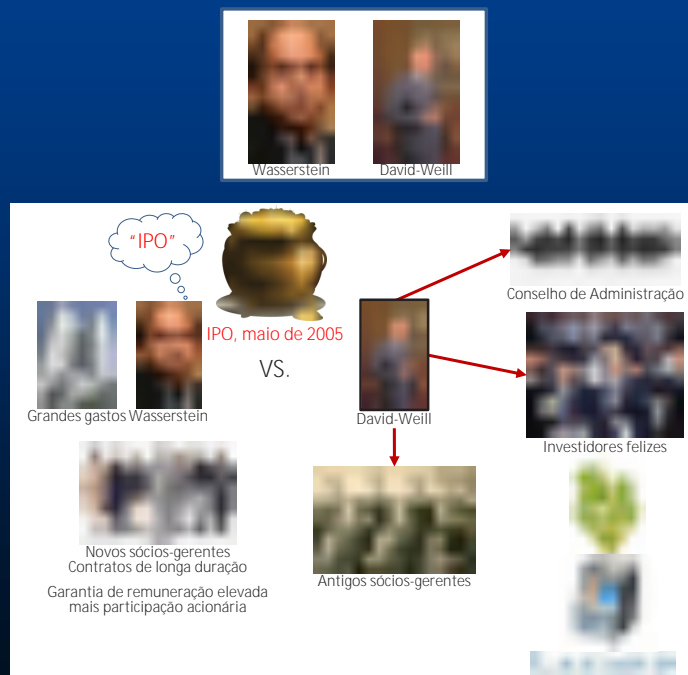 Wasserstein
David-Weill
"IPO"
IPO, maio de 2005
VS.
Conselho de Administração
Grandes gastos
Wasserstein
David-Weill
Investidores felizes
Novos sócios-gerentes
Contratos de longa duração
Garantia de remuneração elevada
mais participação acionária
Antigos sócios-gerentes